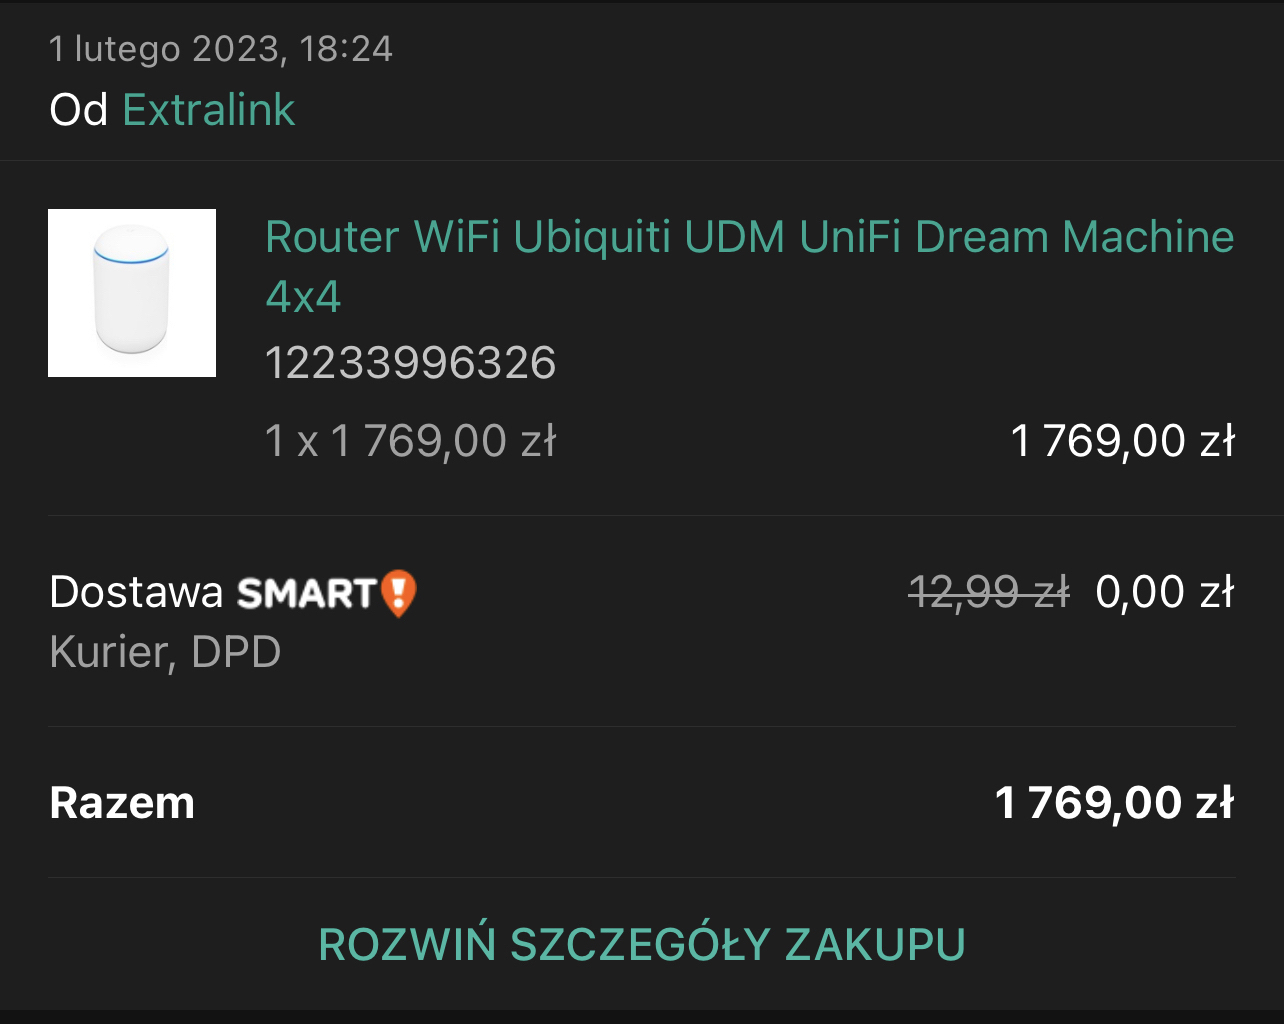 1 lutego 2023, 18:24
Od Extralink
Router WiFi Ubiquiti UDM UniFi Dream Machine
4x4
12233996326
1 x 1 769,00 zł 1 769,00 zł
Dostawa SMART! 12,99 zł 0,00 zł
Kurier, DPD
Razem 1 769,00 zł
ROZWIŃ SZCZEGÓŁY ZAKUPU